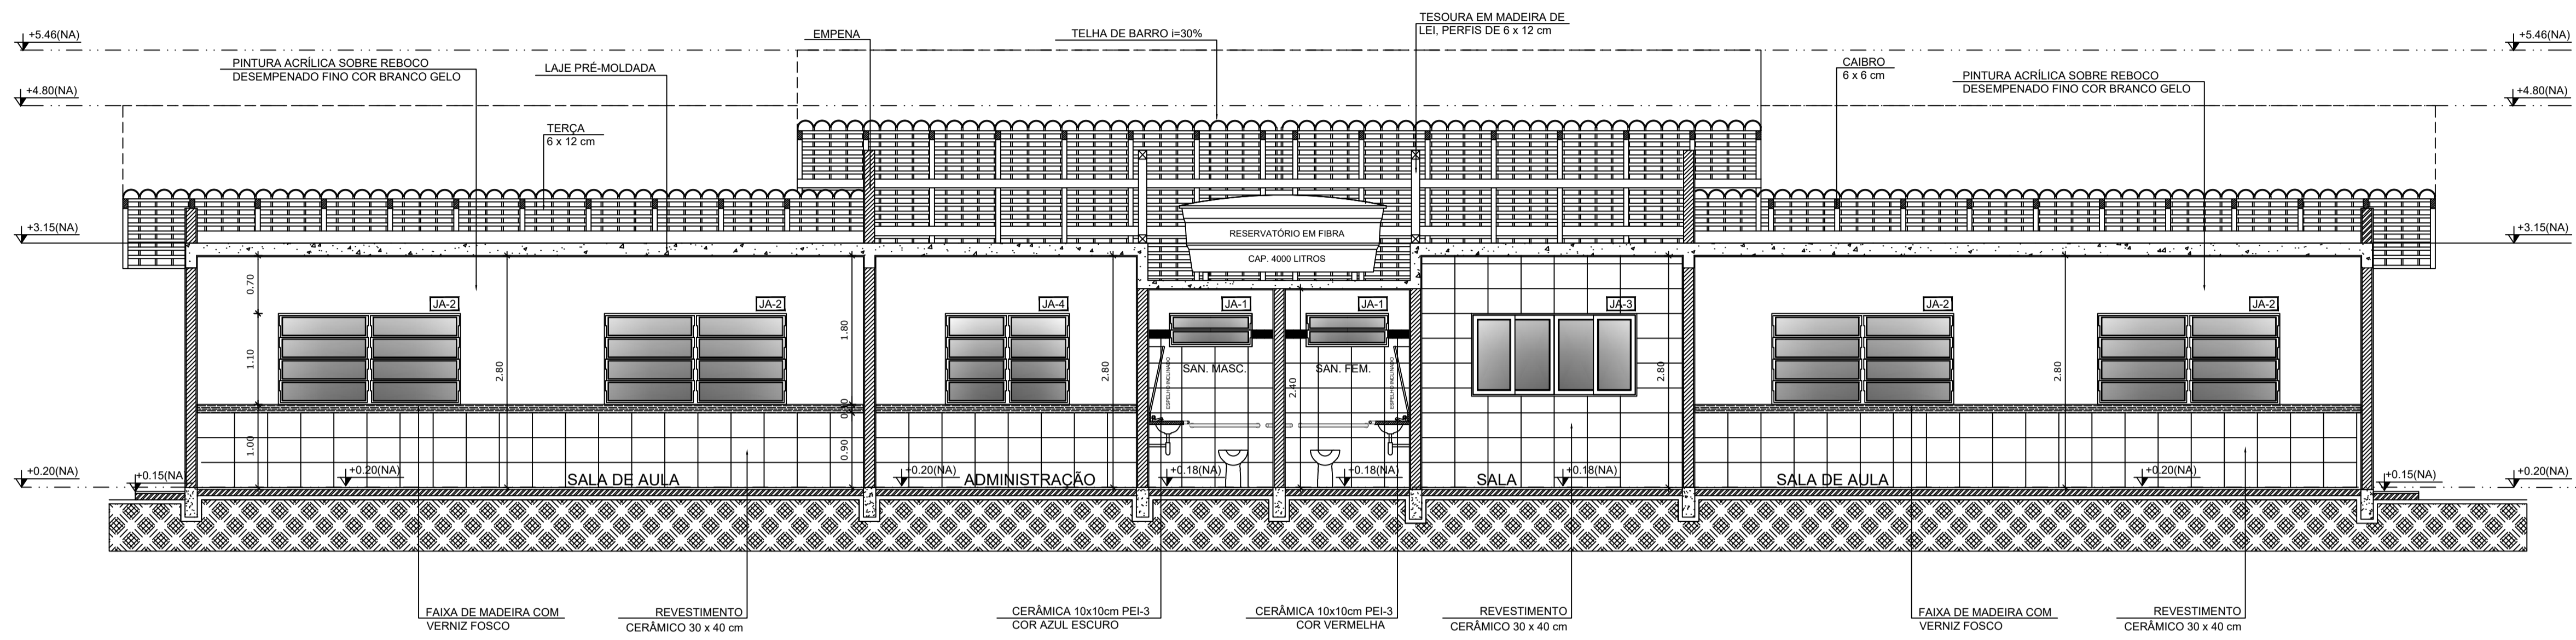 +5.46(NA)
EMPENA
TELHA DE BARRO i=30%
TESOURA EM MADEIRA DE
LEI, PERFIS DE 6 x 12 cm
+5.46(NA)
PINTURA ACRÍLICA SOBRE REBOCO
DESEMPENADO FINO COR BRANCO GELO
LAJE PRÉ-MOLDADA
CAIBRO
6 x 6 cm
PINTURA ACRÍLICA SOBRE REBOCO
DESEMPENADO FINO COR BRANCO GELO
+4.80(NA)
+4.80(NA)
TERÇA
6 x 12 cm
+3.15(NA)
RESERVATÓRIO EM FIBRA
CAP. 4000 LITROS
+3.15(NA)
0.70
JA-2
JA-2
JA-4
JA-1
JA-1
JA-3
JA-2
JA-2
1.10
2.80
1.80
2.80
SAN. MASC.
SAN. FEM.
2.80
2.80
ESPELHO INCLINADO
2.40
ESPELHO INCLINADO
1.00
0.90
+0.20(NA)
+0.15(NA)
+0.20(NA)
SALA DE AULA
+0.20(NA)
ADMINISTRAÇÃO
+0.18(NA)
+0.18(NA)
SALA
+0.18(NA)
SALA DE AULA
+0.20(NA)
+0.15(NA)
+0.20(NA)
FAIXA DE MADEIRA COM
VERNIZ FOSCO
REVESTIMENTO
CERÂMICO 30 x 40 cm
CERÂMICA 10x10cm PEI-3
COR AZUL ESCURO
CERÂMICA 10x10cm PEI-3
COR VERMELHA
REVESTIMENTO
CERÂMICO 30 x 40 cm
FAIXA DE MADEIRA COM
VERNIZ FOSCO
REVESTIMENTO
CERÂMICO 30 x 40 cm